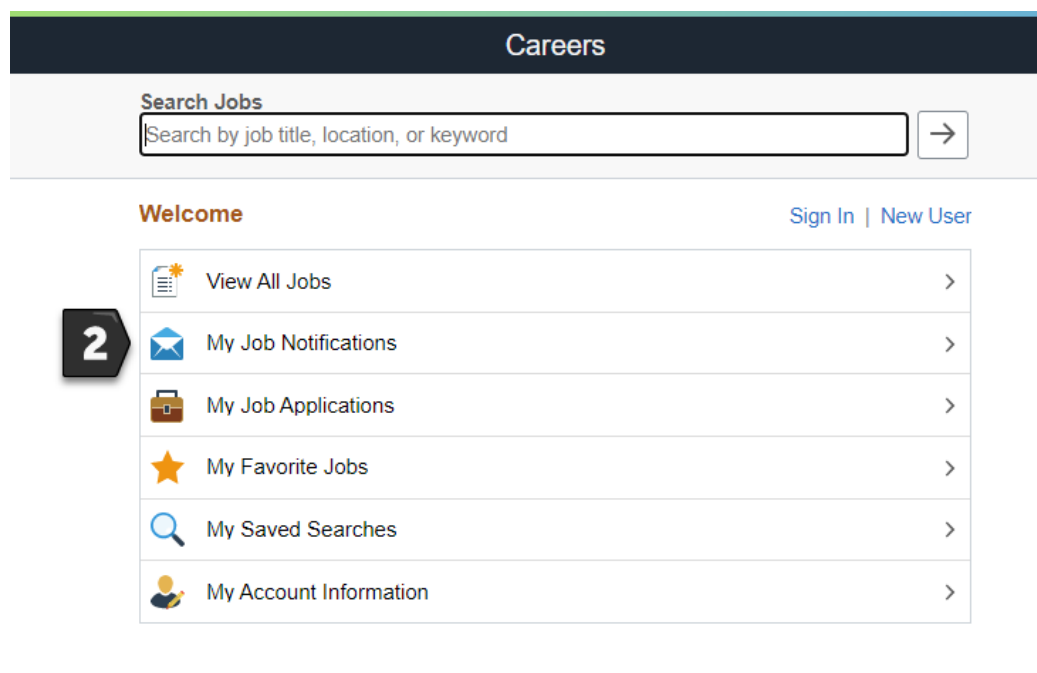 Careers
Search Jobs
Search by job title, location, or keyword
Welcome
Sign In | New User
View All Jobs
2
My Job Notifications
My Job Applications
My Favorite Jobs
My Saved Searches
My Account Information